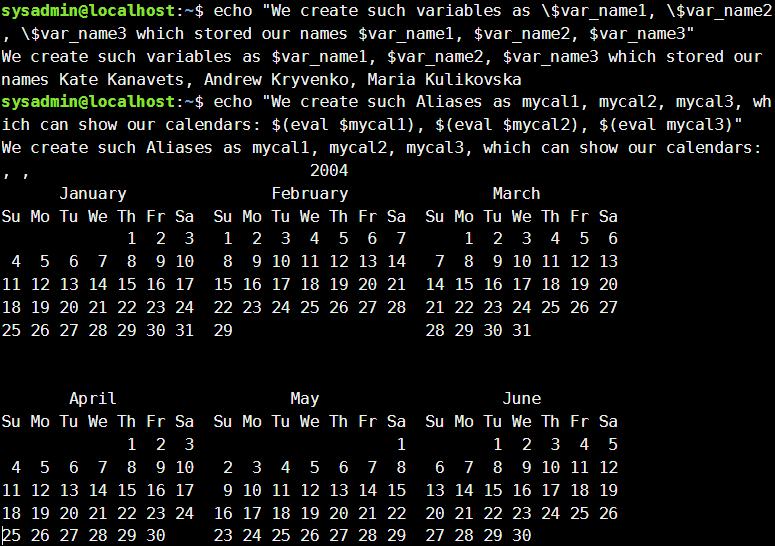 sysadmin@localhost:~$ echo "We create such variables as \$var_name1, \$var_name2
, \$var_name3 which stored our names $var_name1, $var_name2, $var_name3"
We create such variables as $var_name1, $var_name2, $var_name3 which stored our
names Kate Kanavets, Andrew Kryvenko, Maria Kulikovska
sysadmin@localhost:~$ echo "We create such Aliases as mycal1, mycal2, mycal3, wh
ich can show our calendars: $(eval $mycal1), $(eval $mycal2), $(eval mycal3)"
We create such Aliases as mycal1, mycal2, mycal3, which can show our calendars:
, ,                              2004
      January               February               March
Su Mo Tu We Th Fr Sa  Su Mo Tu We Th Fr Sa  Su Mo Tu We Th Fr Sa
             1  2  3   1  2  3  4  5  6  7      1  2  3  4  5  6
 4  5  6  7  8  9 10   8  9 10 11 12 13 14   7  8  9 10 11 12 13
11 12 13 14 15 16 17  15 16 17 18 19 20 21  14 15 16 17 18 19 20
18 19 20 21 22 23 24  22 23 24 25 26 27 28  21 22 23 24 25 26 27
25 26 27 28 29 30 31  29                    28 29 30 31
       April                  May                   June
Su Mo Tu We Th Fr Sa  Su Mo Tu We Th Fr Sa  Su Mo Tu We Th Fr Sa
             1  2  3                     1         1  2  3  4  5
 4  5  6  7  8  9 10   2  3  4  5  6  7  8   6  7  8  9 10 11 12
11 12 13 14 15 16 17   9 10 11 12 13 14 15  13 14 15 16 17 18 19
18 19 20 21 22 23 24  16 17 18 19 20 21 22  20 21 22 23 24 25 26
25 26 27 28 29 30     23 24 25 26 27 28 29  27 28 29 30